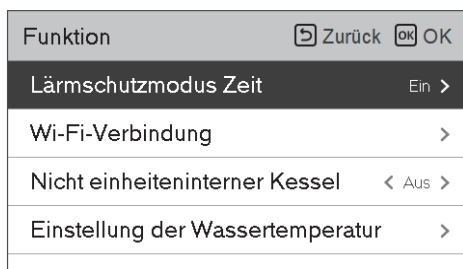 Funktion Zurück OK OK
Lärmschutzmodus Zeit Ein >
Wi-Fi-Verbindung >
Nicht einheiteninterner Kessel < Aus >
Einstellung der Wassertemperatur >